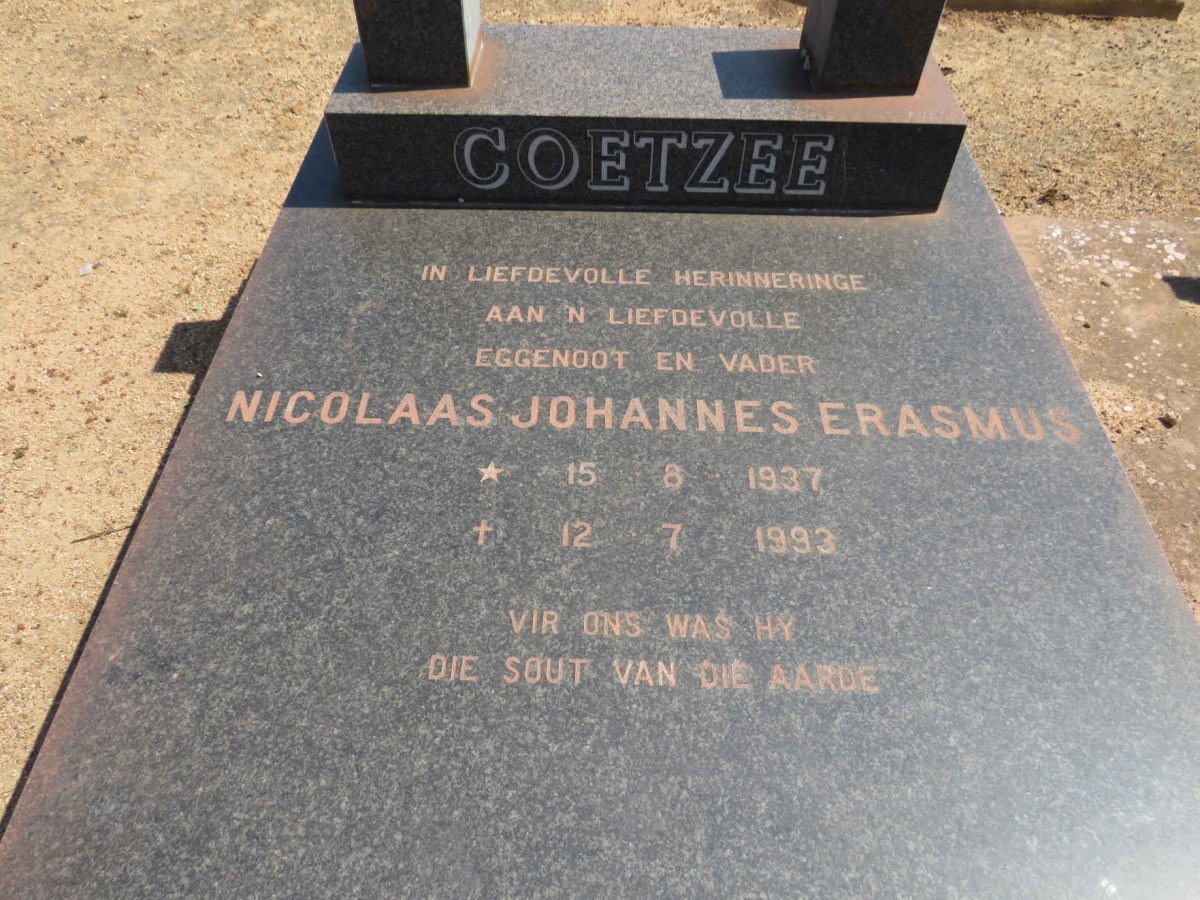 COETZEE
IN LIEFDEVOLLE HERINNERINGE
AAN 'N LIEFDEVOLLE
EGGENOOT EN VADER
NICOLAAS JOHANNES ERASMUS
★ 15 8 1937
✝ 12 7 1993
VIR ONS WAS HY
DIE SOUT VAN DIE AARDE